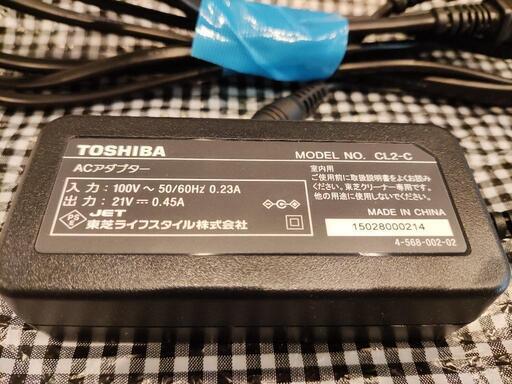 TOSHIBA
MODEL NO. CL2-C
ACアダプター
入力：100V～50/60Hz 0.23A
出力：21V ⎓ 0.45A
PS
E
JET
東芝ライフスタイル株式会社
室内用
ご使用前に取扱説明書をよくお読み
ください。東芝クリーナー専用です。
他の用途に使用しないでください。
MADE IN CHINA
15028000214
4-568-002-02